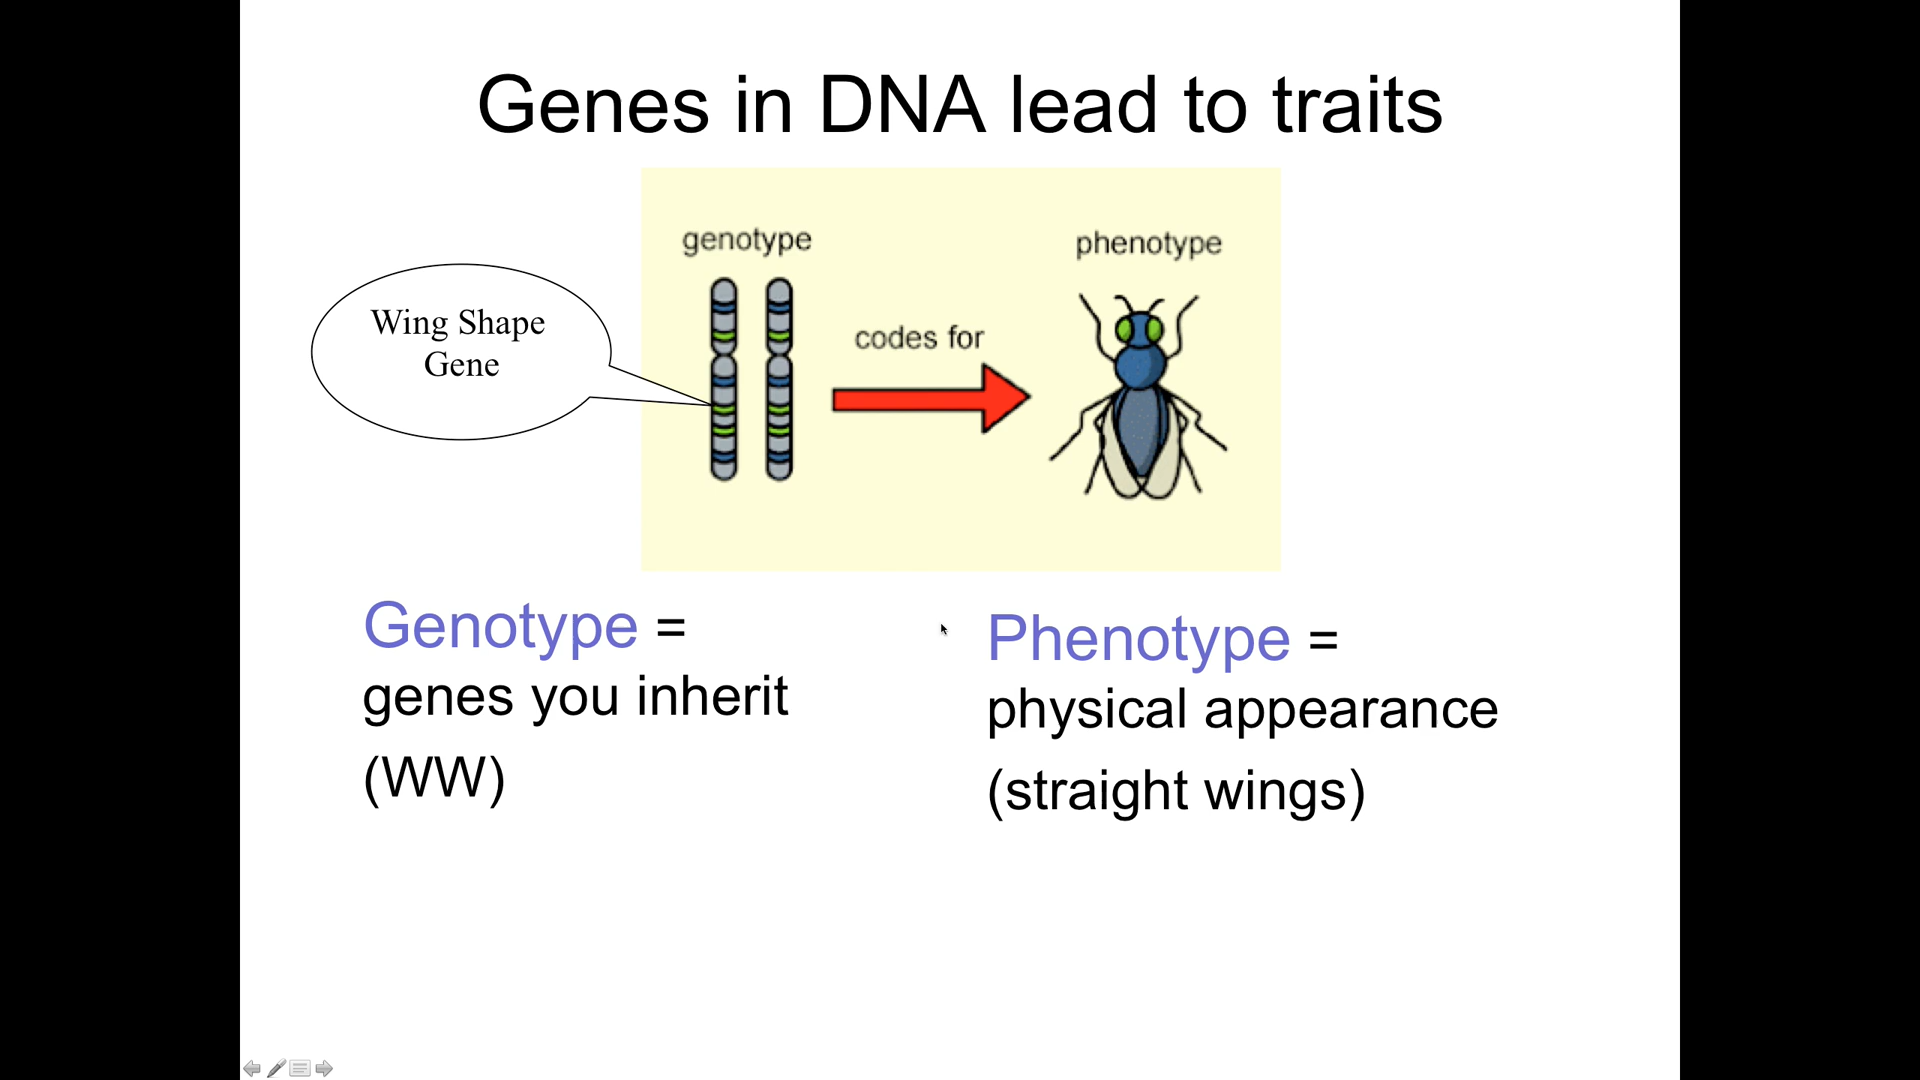 Genes in DNA lead to traits
genotype
phenotype
Wing Shape
Gene
codes for
Genotype =
genes you inherit
(WW)
Phenotype =
physical appearance
(straight wings)